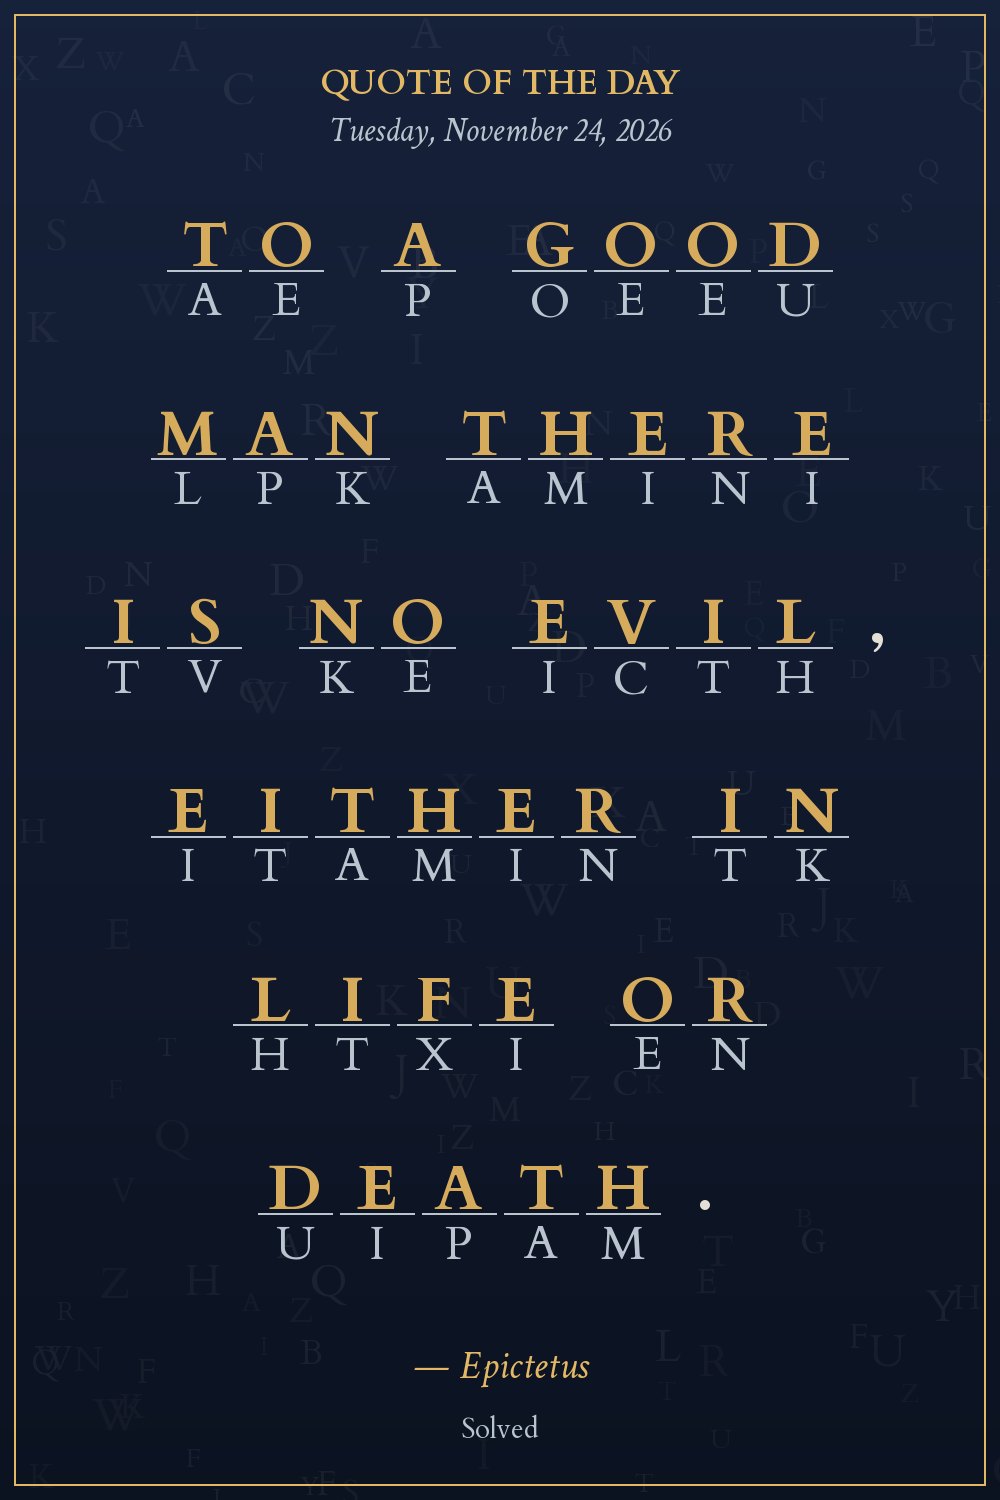 QUOTE OF THE DAY
Tuesday, November 24, 2026
TO A GOOD
AE P OEEU
MAN THERE
LPK AMINI
IS NO EVIL,
TV KE ICTH
EITHER IN
ITAMIN TK
LIFE OR
HTXI EN
DEATH.
UIPAM
— Epictetus
Solved